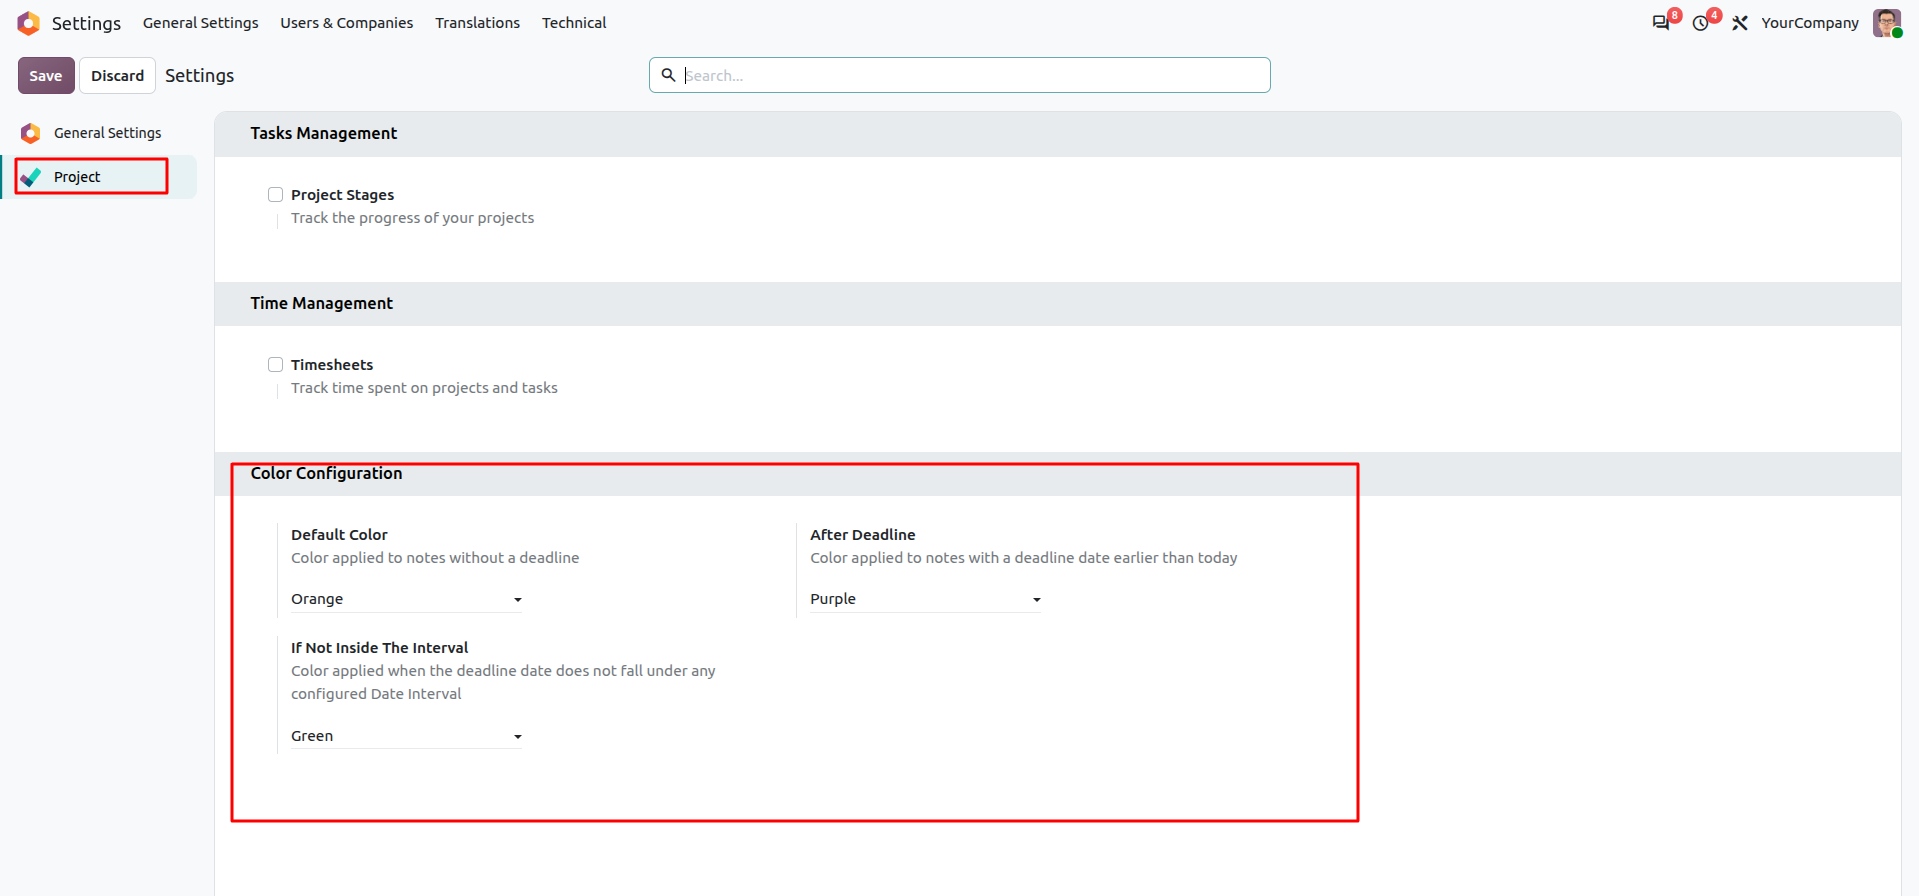 Settings General Settings Users & Companies Translations Technical 8 4 YourCompany
Save Discard Settings Search...
General Settings
Project
Tasks Management
Project Stages
Track the progress of your projects
Time Management
Timesheets
Track time spent on projects and tasks
Color Configuration
Default Color
Color applied to notes without a deadline
Orange
After Deadline
Color applied to notes with a deadline date earlier than today
Purple
If Not Inside The Interval
Color applied when the deadline date does not fall under any
configured Date Interval
Green